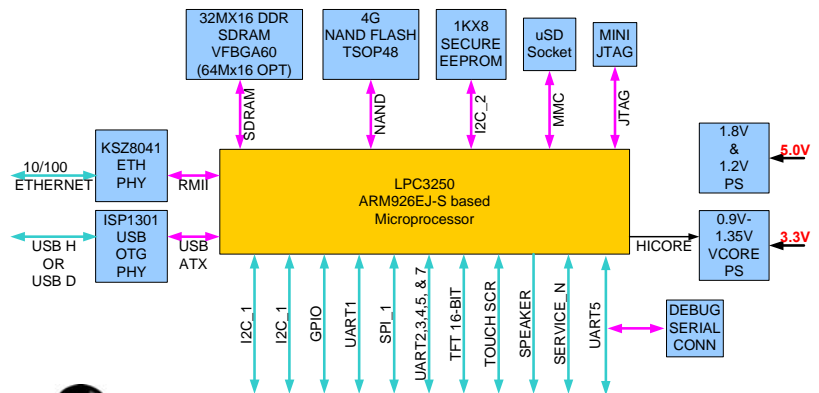 32MX16 DDR
SDRAM
VFBGA60
(64Mx16 OPT)
4G
NAND FLASH
TSOP48
1KX8
SECURE
EEPROM
uSD
Socket
MINI
JTAG
SDRAM
NAND
I2C_2
MMC
JTAG
KSZ8041
ETH
PHY
10/100
ETHERNET
RMII
LPC3250
ARM926EJ-S based
Microprocessor
1.8V
&
1.2V
PS
5.0V
ISP1301
USB
OTG
PHY
USB H
OR
USB D
USB
ATX
HICORE
0.9V-
1.35V
VCORE
PS
3.3V
I2C_1
I2C_1
GPIO
UART1
SPI_1
UART2,3,4,5, & 7
TFT 16-BIT
TOUCH SCR
SPEAKER
SERVICE_N
UART5
DEBUG
SERIAL
CONN